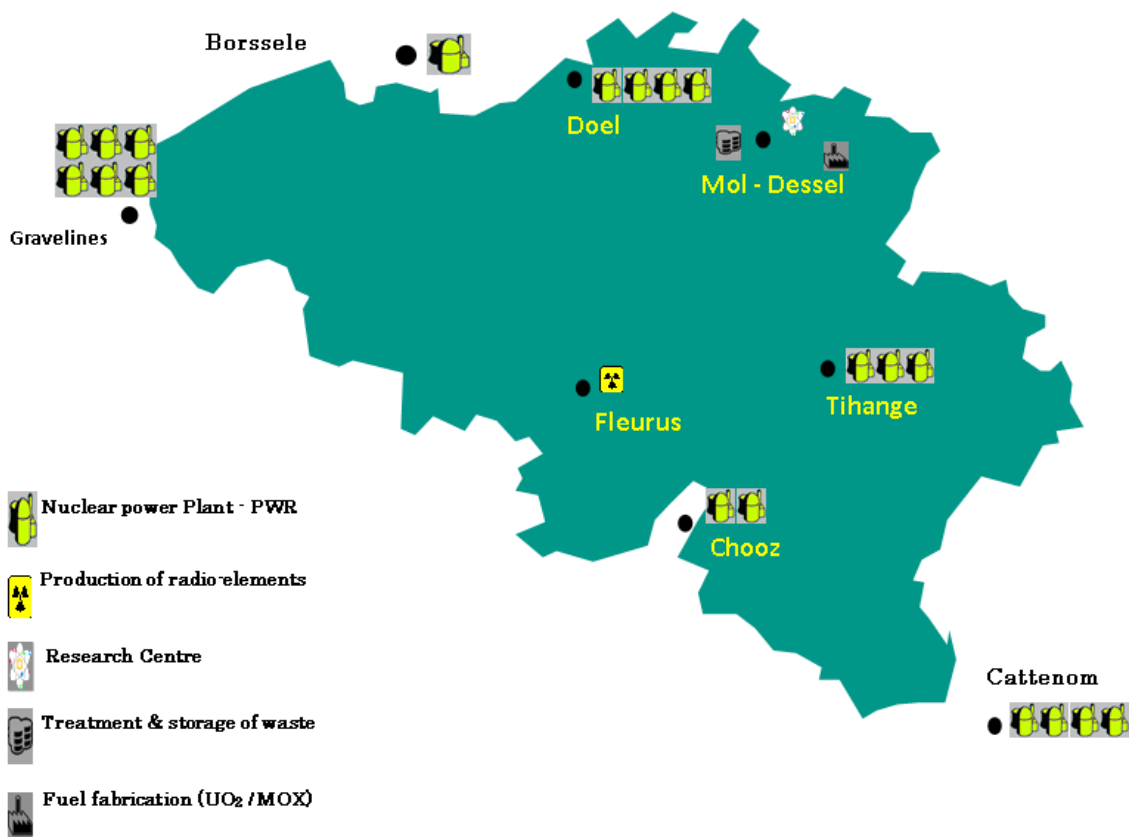 Borssele
Doel
Mol - Dessel
Gravelines
Tihange
Fleurus
Chooz
Nuclear power Plant - PWR
Production of radio-elements
Research Centre
Treatment & storage of waste
Fuel fabrication (UO₂ / MOX)
Cattenom